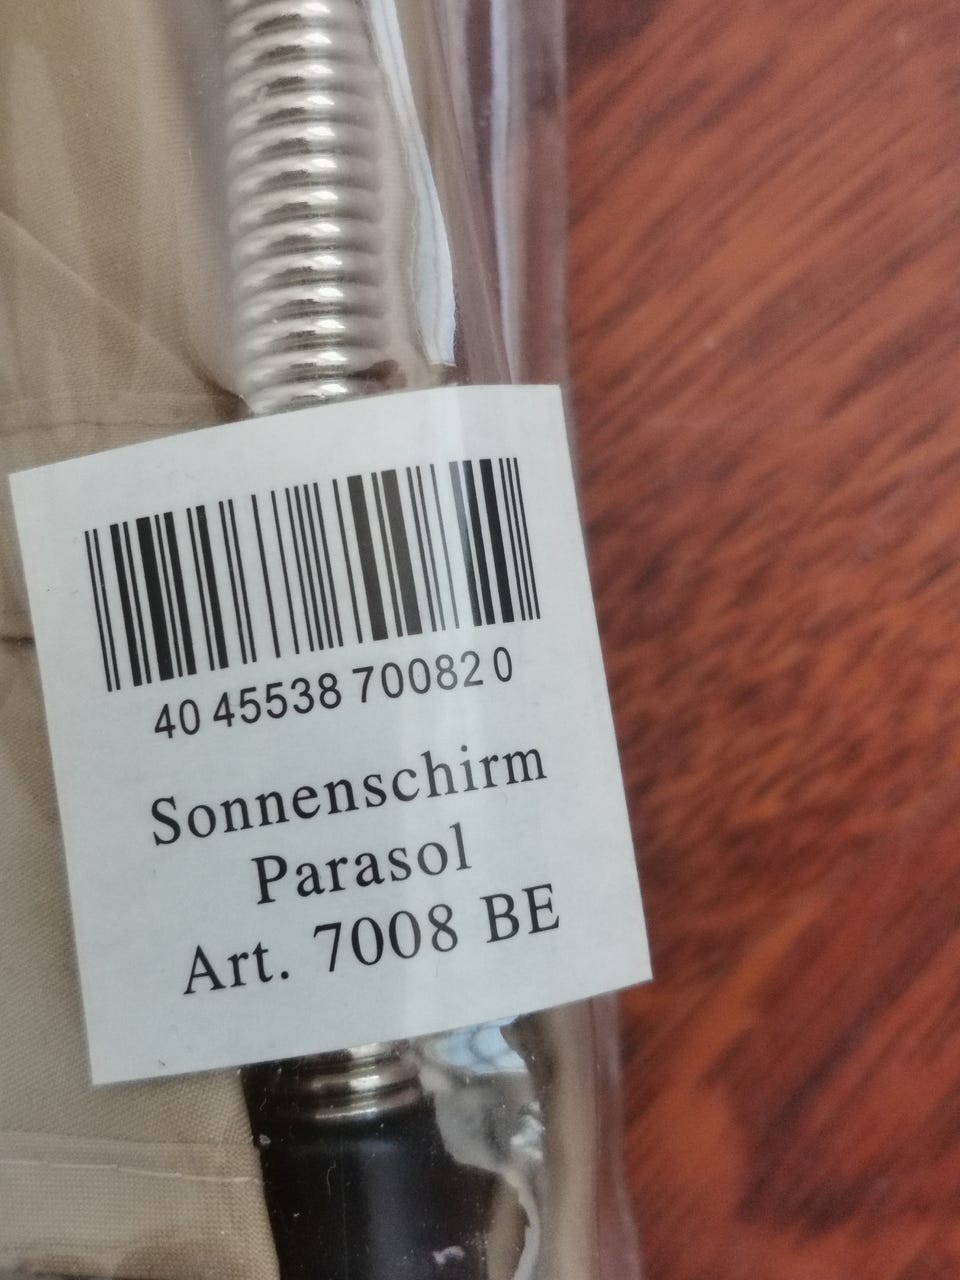 40 45538 70082 0
Sonnenschirm
Parasol
Art. 7008 BE